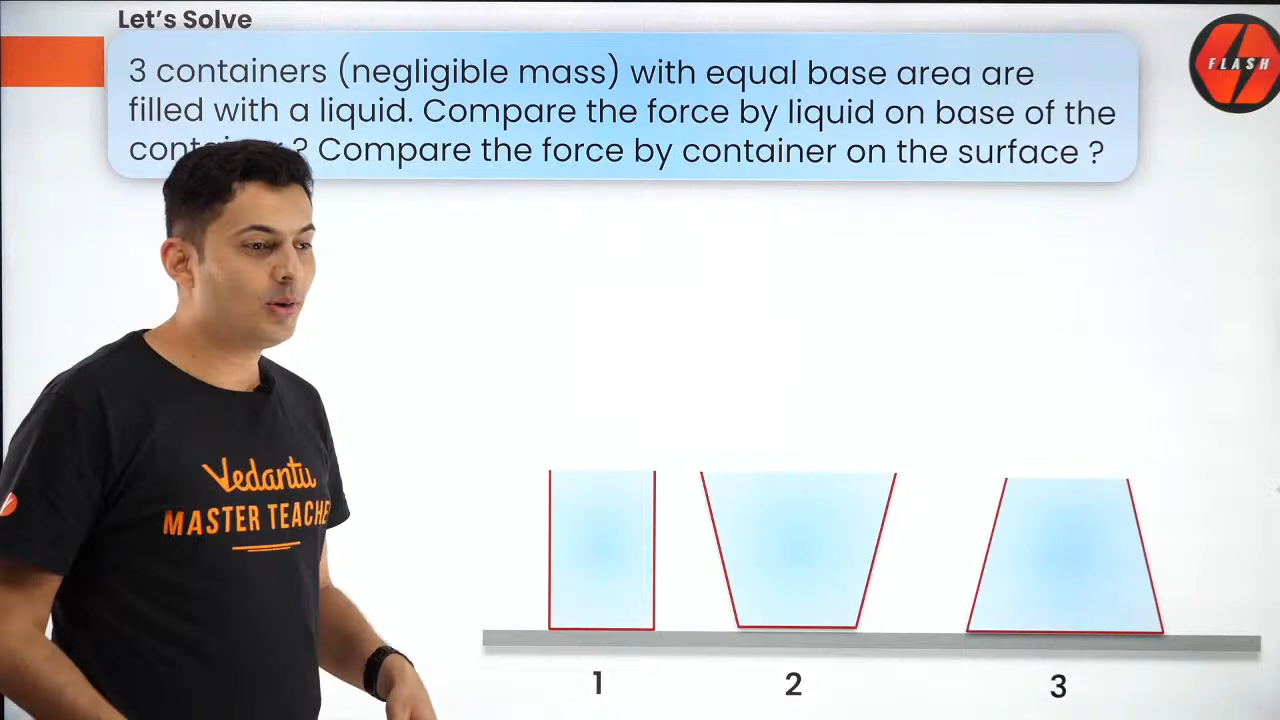 Let's Solve
3 containers (negligible mass) with equal base area are
filled with a liquid. Compare the force by liquid on base of the
? Compare the force by container on the surface ?
FLASH
Vedantu
MASTER TEACHE
1 2 3